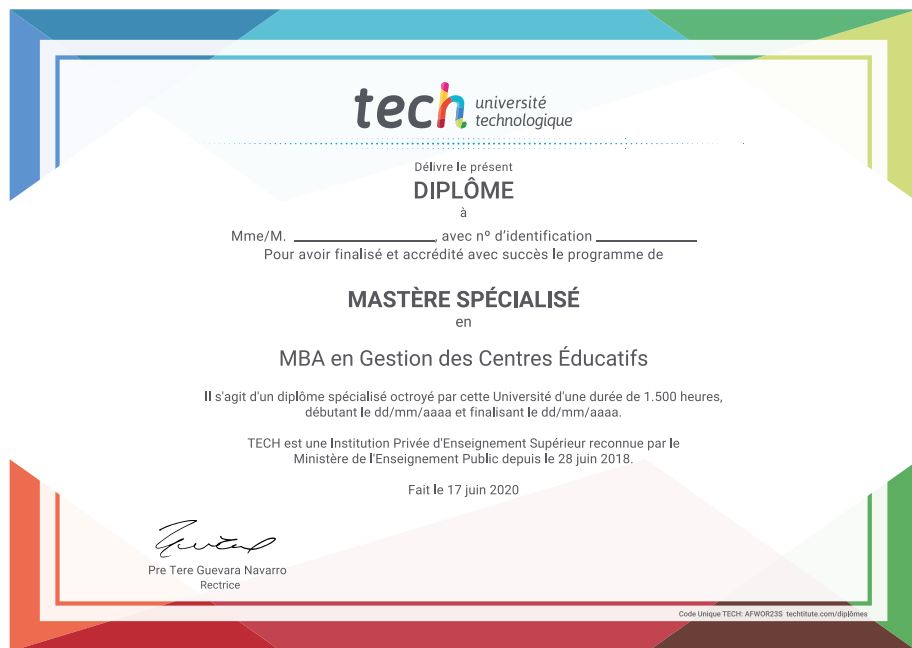 tech université
technologique
Délivre le présent
DIPLÔME
à
Mme/M. ________________, avec nº d'identification ____________
Pour avoir finalisé et accrédité avec succès le programme de
MASTÈRE SPÉCIALISÉ
en
MBA en Gestion des Centres Éducatifs
Il s'agit d'un diplôme spécialisé octroyé par cette Université d'une durée de 1.500 heures,
débutant le dd/mm/aaaa et finalisant le dd/mm/aaaa.
TECH est une Institution Privée d'Enseignement Supérieur reconnue par le
Ministère de l'Enseignement Public depuis le 28 juin 2018.
Fait le 17 juin 2020
Pre Tere Guevara Navarro
Rectrice
Code Unique TECH: AFWOR23S techtitute.com/diplômes